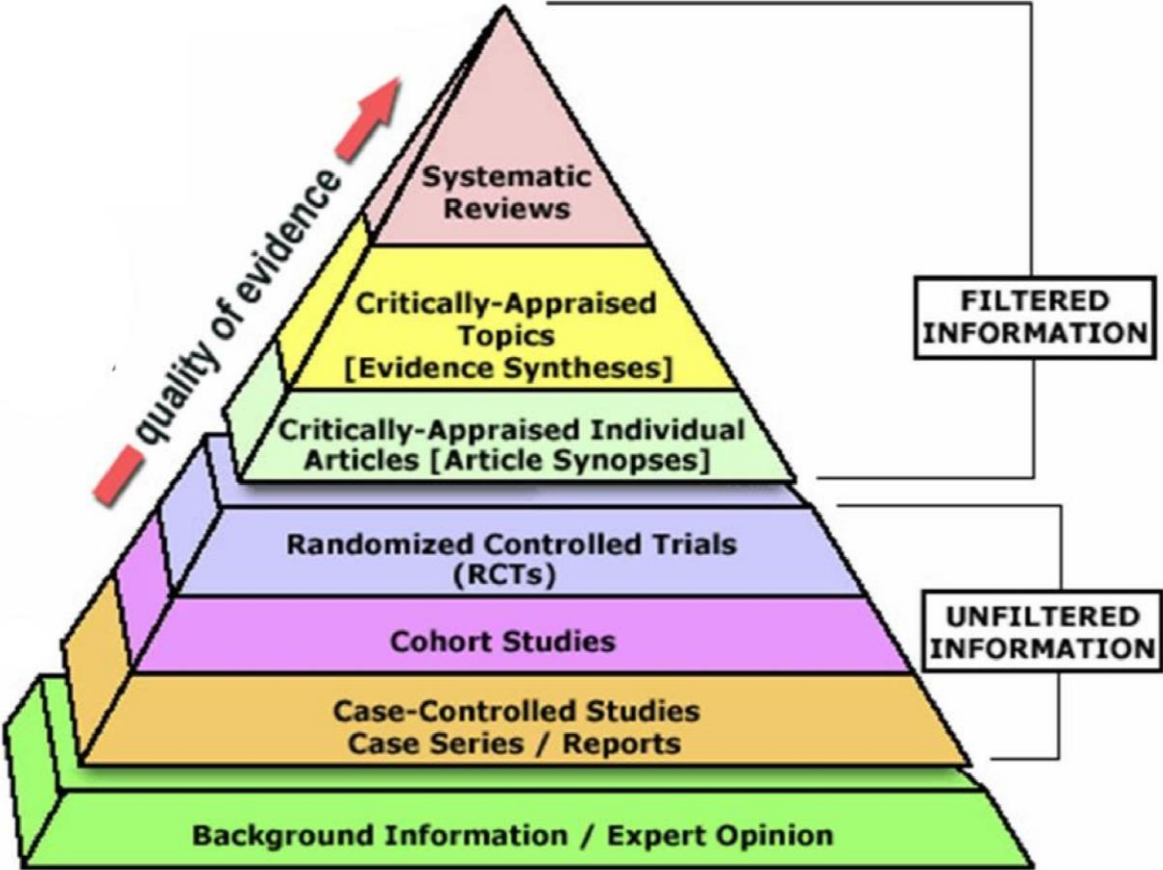 quality of evidence
Systematic
Reviews
Critically-Appraised
Topics
[Evidence Syntheses]
FILTERED
INFORMATION
Critically-Appraised Individual
Articles [Article Synopses]
Randomized Controlled Trials
(RCTs)
UNFILTERED
INFORMATION
Cohort Studies
Case-Controlled Studies
Case Series / Reports
Background Information / Expert Opinion